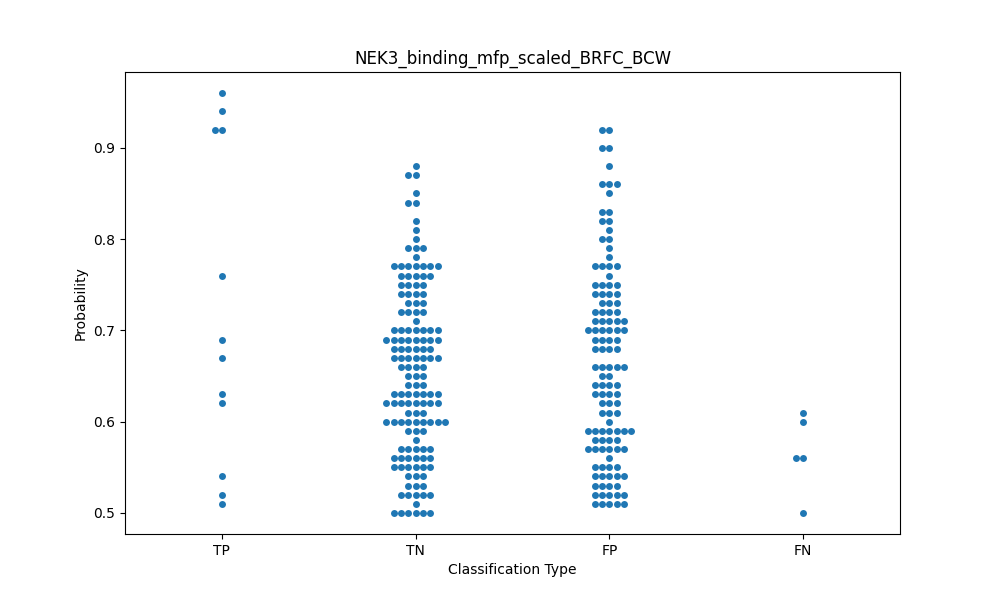 NEK3_binding_mfp_scaled_BRFC_BCW
0.9
0.8
0.7
0.6
0.5
Probability
TP TN FP FN
Classification Type